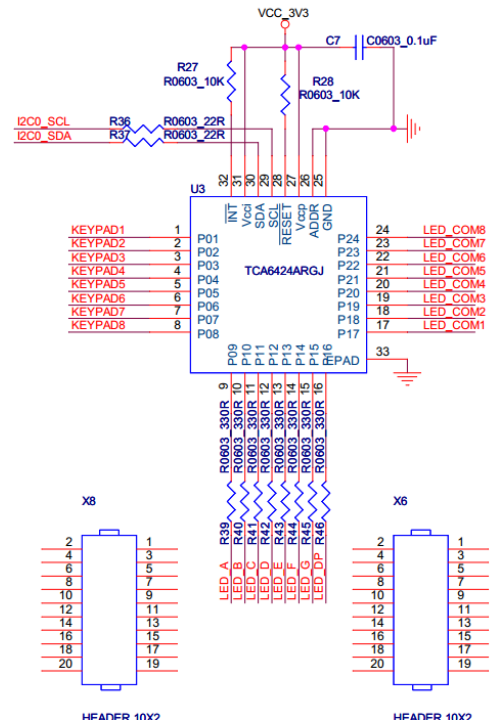 VCC_3V3
C7 C0603_0.1uF
R27
R0603_10K
R28
R0603_10K
I2C0_SCL R36 R0603_22R
I2C0_SDA R37 R0603_22R
32 31 30 29 28 27 26 25
U3
INT Vcci SDA SCL RESET Vccp ADDR GND
TCA6424ARGJ
KEYPAD1 1 P01
KEYPAD2 2 P02
KEYPAD3 3 P03
KEYPAD4 4 P04
KEYPAD5 5 P05
KEYPAD6 6 P06
KEYPAD7 7 P07
KEYPAD8 8 P08
P24 24 LED_COM8
P23 23 LED_COM7
P22 22 LED_COM6
P21 21 LED_COM5
P20 20 LED_COM4
P19 19 LED_COM3
P18 18 LED_COM2
P17 17 LED_COM1
EPAD 33
P09 P10 P11 P12 P13 P14 P15 P16
9 10 11 12 13 14 15 16
R0603_330R R0603_330R R0603_330R R0603_330R R0603_330R R0603_330R R0603_330R R0603_330R
R39 R40 R41 R42 R43 R44 R45 R46
LED_A LED_B LED_C LED_D LED_E LED_F LED_G LED_DP
X8
2 1
4 3
6 5
8 7
10 9
12 11
14 13
16 15
18 17
20 19
HEADER 10X2
X6
2 1
4 3
6 5
8 7
10 9
12 11
14 13
16 15
18 17
20 19
HEADER 10X2